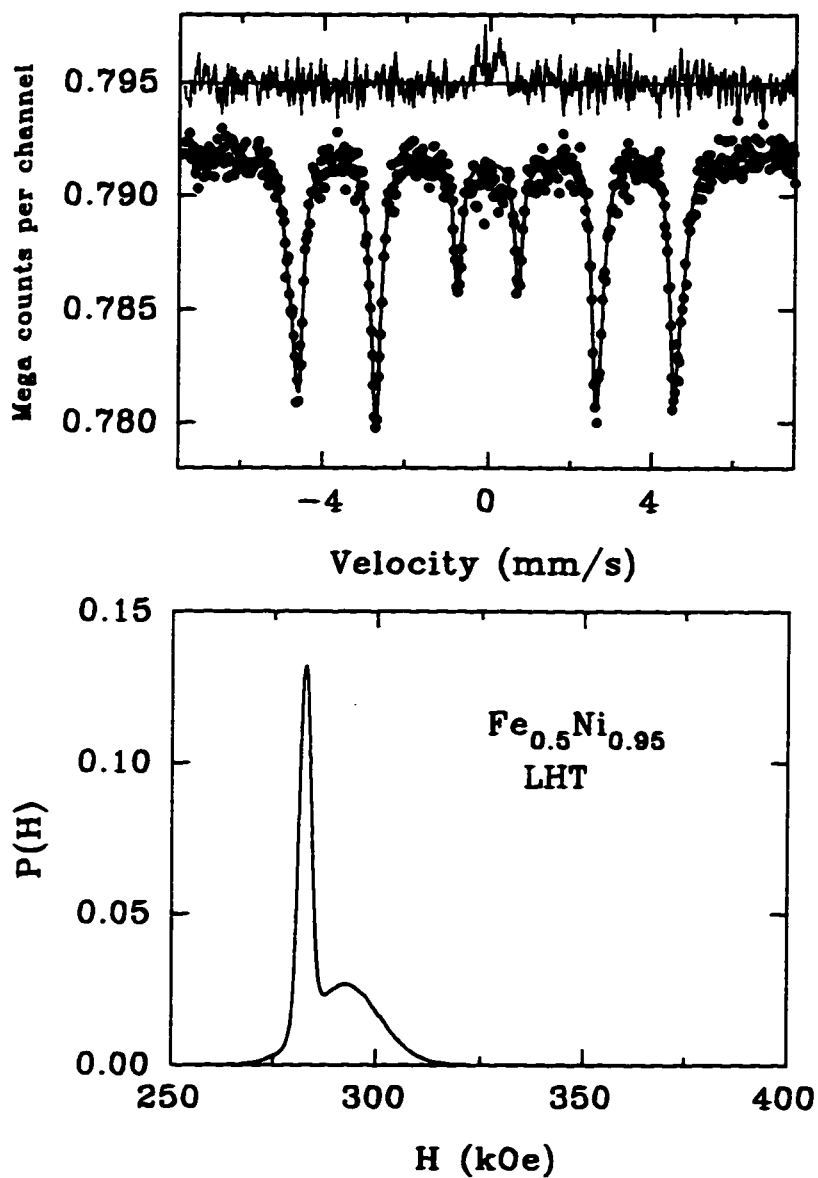 Mega counts per channel
0.795
0.790
0.785
0.780
−4 0 4
Velocity (mm/s)
P(H)
0.15
0.10
0.05
0.00
Fe0.5Ni0.95
LHT
250 300 350 400
H (kOe)